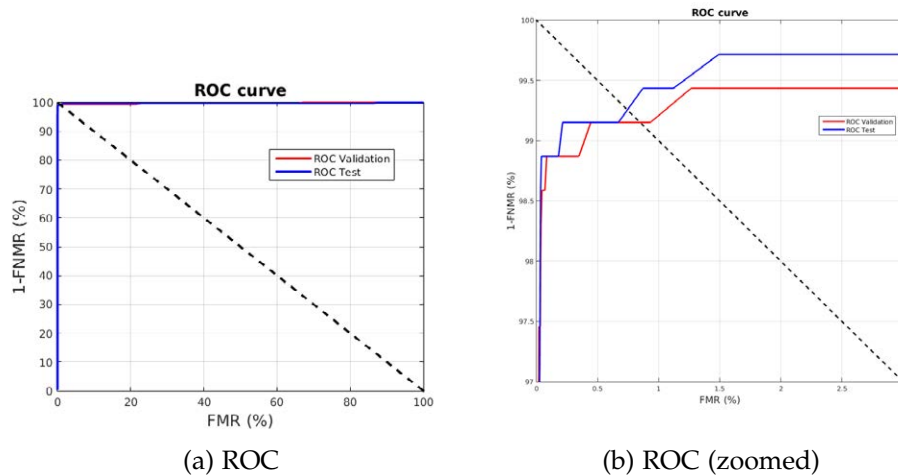 ROC curve
100
90
80
70
60
50
40
30
20
10
0
1-FNMR (%)
ROC Validation
ROC Test
0 20 40 60 80 100
FMR (%)
(a) ROC
ROC curve
100
99.5
99
98.5
98
97.5
97
1-FNMR (%)
ROC Validation
ROC Test
0 0.5 1 1.5 2 2.5
FMR (%)
(b) ROC (zoomed)